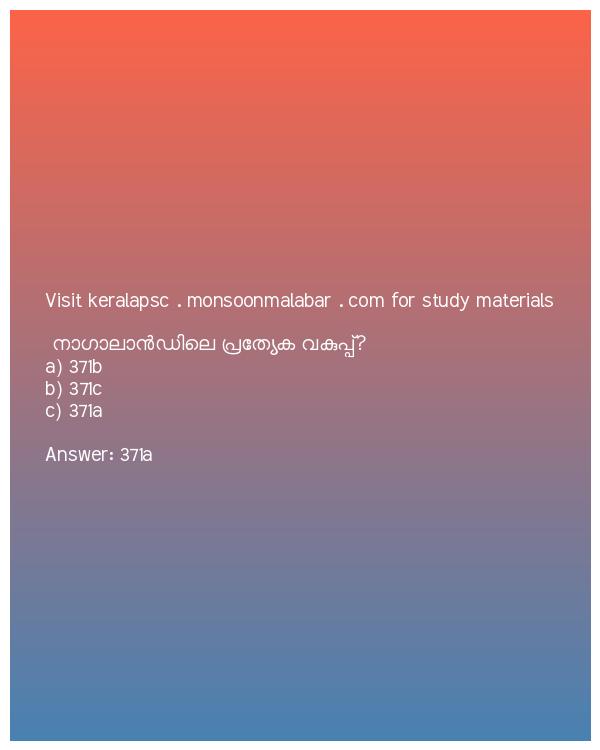 Visit keralapsc . monsoonmalabar . com for study materials
നാഗാലാൻഡിലെ പ്രത്യേക വകുപ്പ്?
a) 371b
b) 371c
c) 371a
Answer: 371a